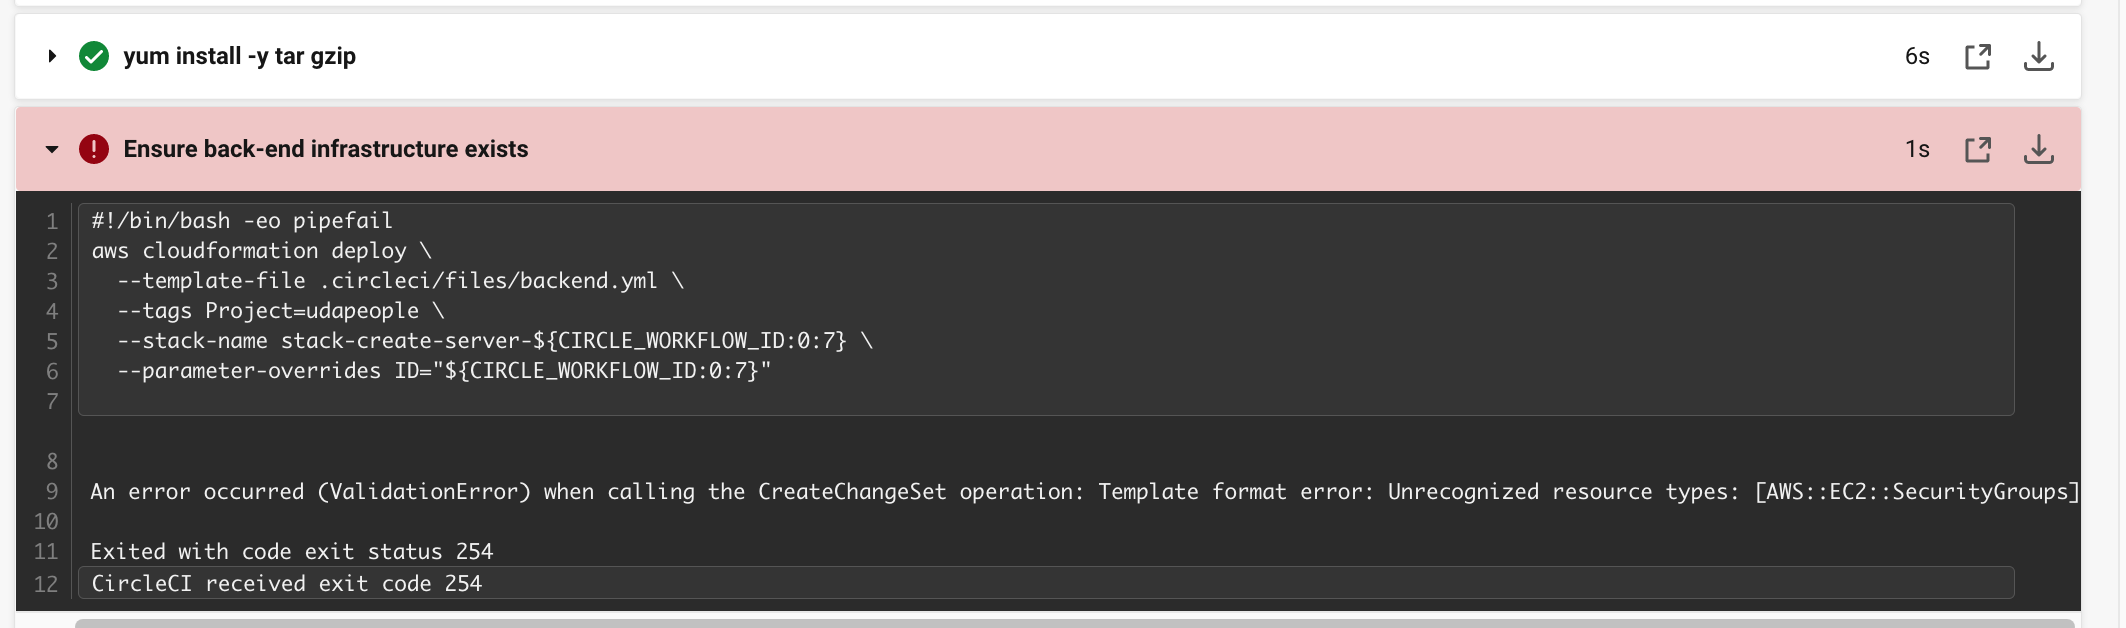 yum install -y tar gzip
6s
Ensure back-end infrastructure exists
1s
1 #!/bin/bash -eo pipefail
2 aws cloudformation deploy \
3   --template-file .circleci/files/backend.yml \
4   --tags Project=udapeople \
5   --stack-name stack-create-server-${CIRCLE_WORKFLOW_ID:0:7} \
6   --parameter-overrides ID="${CIRCLE_WORKFLOW_ID:0:7}"
7
8
9 An error occurred (ValidationError) when calling the CreateChangeSet operation: Template format error: Unrecognized resource types: [AWS::EC2::SecurityGroups]
10
11 Exited with code exit status 254
12 CircleCI received exit code 254